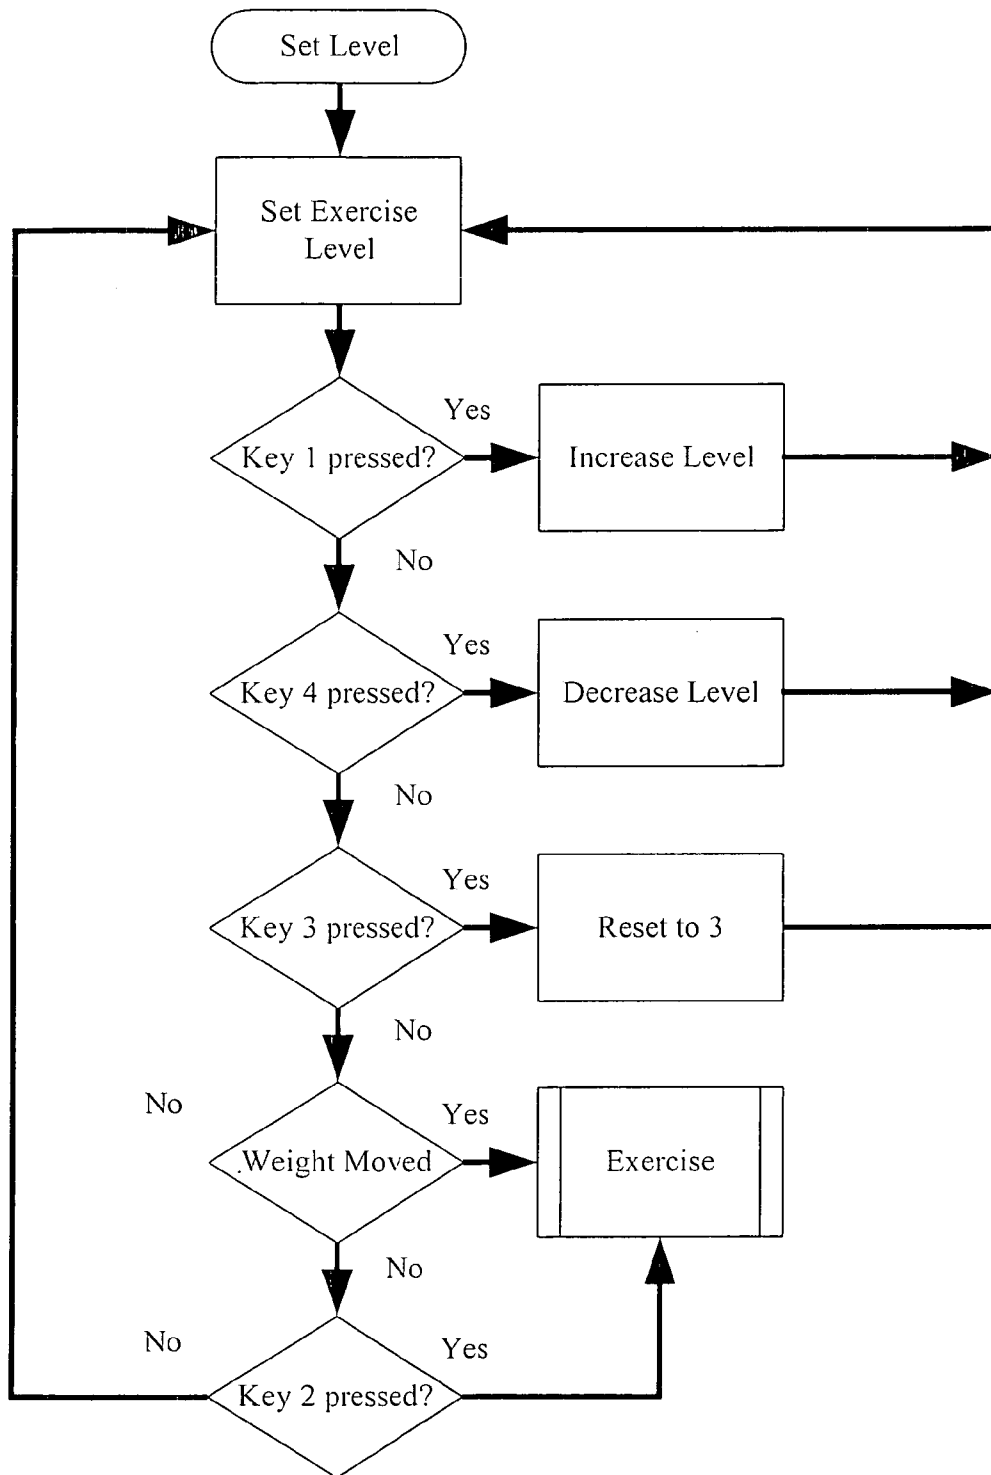 Set Level
Set Exercise
Level
Yes
Key 1 pressed?
Increase Level
No
Yes
Key 4 pressed?
Decrease Level
No
Yes
Key 3 pressed?
Reset to 3
No
No
Yes
.Weight Moved
Exercise
No
No
Yes
Key 2 pressed?